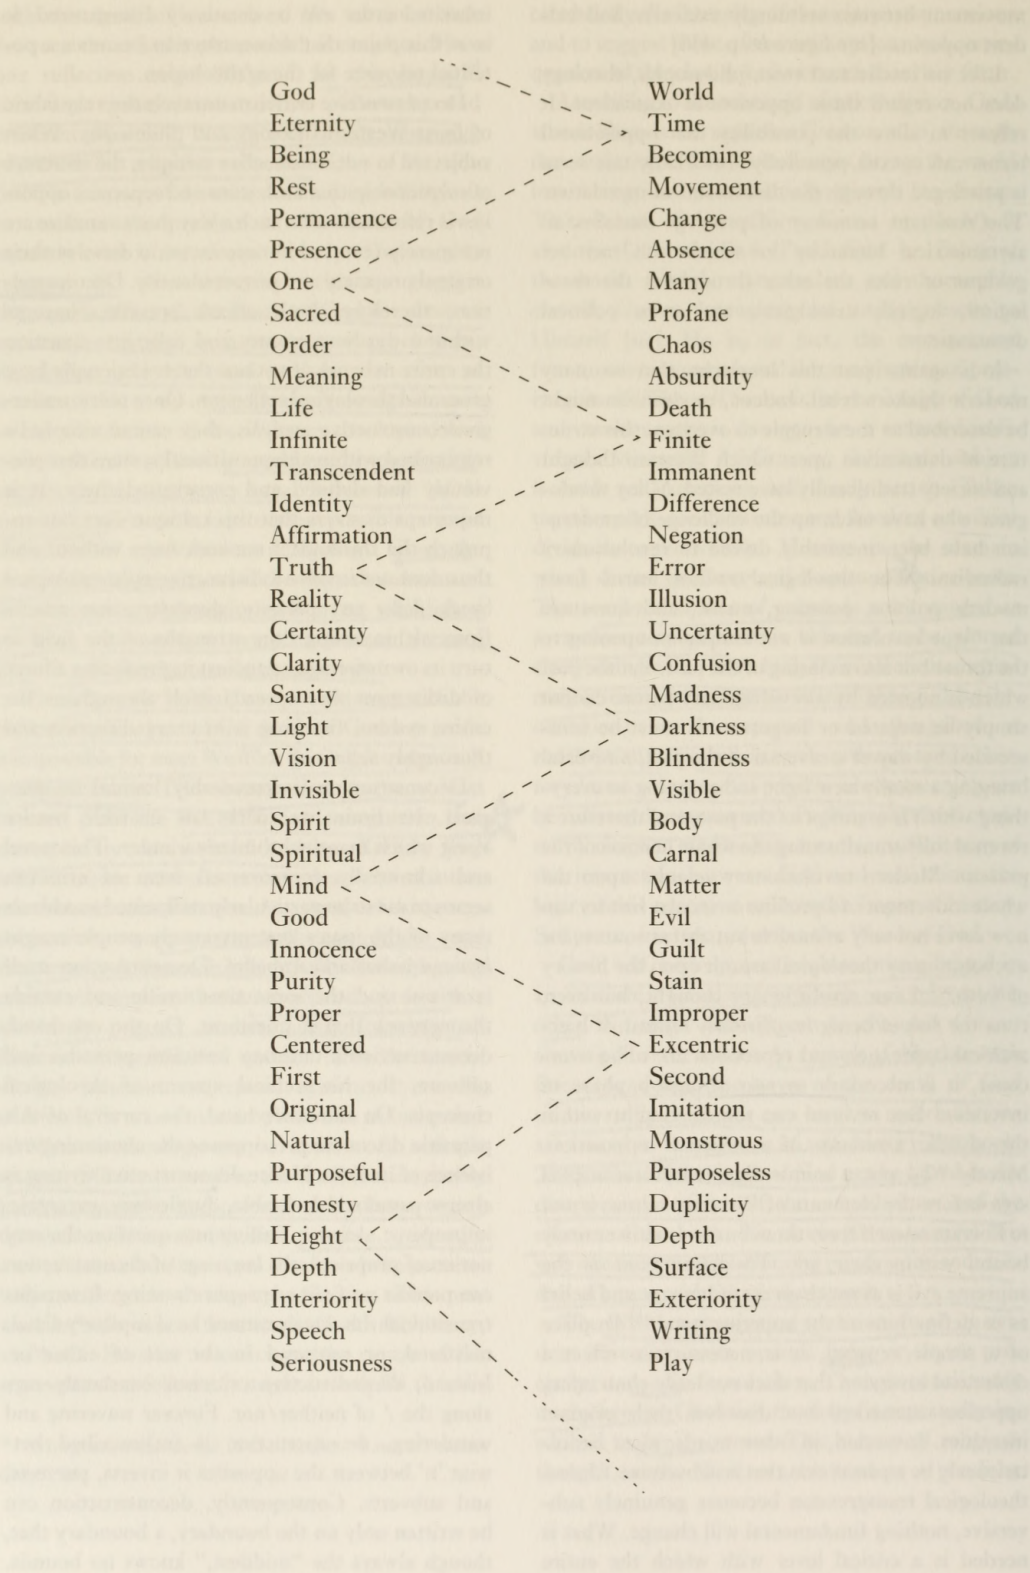 God World
Eternity Time
Being Becoming
Rest Movement
Permanence Change
Presence Absence
One Many
Sacred Profane
Order Chaos
Meaning Absurdity
Life Death
Infinite Finite
Transcendent Immanent
Identity Difference
Affirmation Negation
Truth Error
Reality Illusion
Certainty Uncertainty
Clarity Confusion
Sanity Madness
Light Darkness
Vision Blindness
Invisible Visible
Spirit Body
Spiritual Carnal
Mind Matter
Good Evil
Innocence Guilt
Purity Stain
Proper Improper
Centered Excentric
First Second
Original Imitation
Natural Monstrous
Purposeful Purposeless
Honesty Duplicity
Height Depth
Depth Surface
Interiority Exteriority
Speech Writing
Seriousness Play